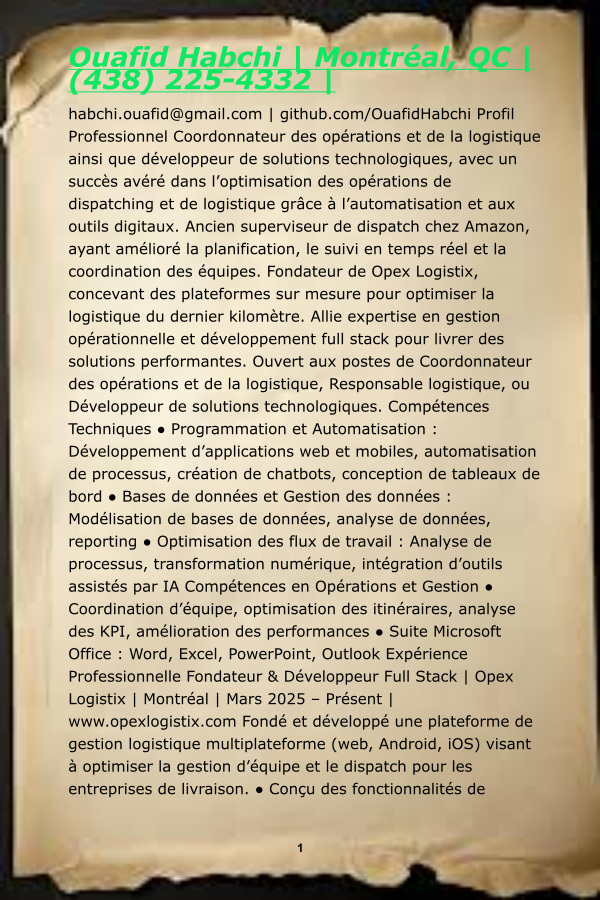 Ouafid Habchi | Montréal, QC |
(438) 225-4332 |
habchi.ouafid@gmail.com | github.com/OuafidHabchi Profil
Professionnel Coordonnateur des opérations et de la logistique
ainsi que développeur de solutions technologiques, avec un
succès avéré dans l’optimisation des opérations de
dispatching et de logistique grâce à l’automatisation et aux
outils digitaux. Ancien superviseur de dispatch chez Amazon,
ayant amélioré la planification, le suivi en temps réel et la
coordination des équipes. Fondateur de Opex Logistix,
concevant des plateformes sur mesure pour optimiser la
logistique du dernier kilomètre. Allie expertise en gestion
opérationnelle et développement full stack pour livrer des
solutions performantes. Ouvert aux postes de Coordonnateur
des opérations et de la logistique, Responsable logistique, ou
Développeur de solutions technologiques. Compétences
Techniques ● Programmation et Automatisation :
Développement d’applications web et mobiles, automatisation
de processus, création de chatbots, conception de tableaux de
bord ● Bases de données et Gestion des données :
Modélisation de bases de données, analyse de données,
reporting ● Optimisation des flux de travail : Analyse de
processus, transformation numérique, intégration d’outils
assistés par IA Compétences en Opérations et Gestion ●
Coordination d’équipe, optimisation des itinéraires, analyse
des KPI, amélioration des performances ● Suite Microsoft
Office : Word, Excel, PowerPoint, Outlook Expérience
Professionnelle Fondateur & Développeur Full Stack | Opex
Logistix | Montréal | Mars 2025 – Présent |
www.opexlogistix.com Fondé et développé une plateforme de
gestion logistique multiplateforme (web, Android, iOS) visant
à optimiser la gestion d’équipe et le dispatch pour les
entreprises de livraison. ● Conçu des fonctionnalités de
1